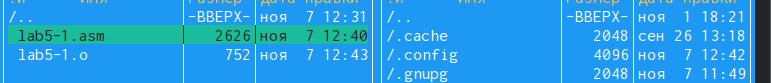 .и имя Размер Дата правки .и имя Размер Дата правки
/.. -ВВЕРХ- ноя 7 12:31 /.. -ВВЕРХ- ноя 1 18:21
lab5-1.asm 2626 ноя 7 12:40 /.cache 2048 сен 26 13:18
lab5-1.o 752 ноя 7 12:43 /.config 4096 ноя 7 12:42
/.gnupg 2048 ноя 7 11:49